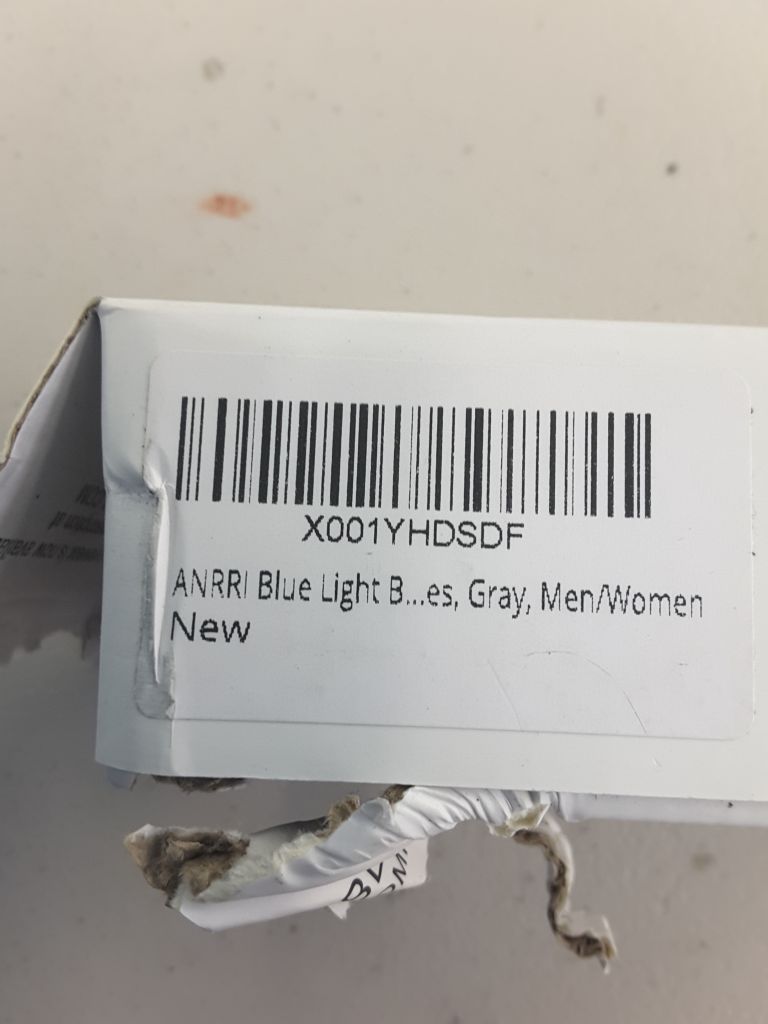 X001YHDSDF
ANRRI Blue Light B...es, Gray, Men/Women
New